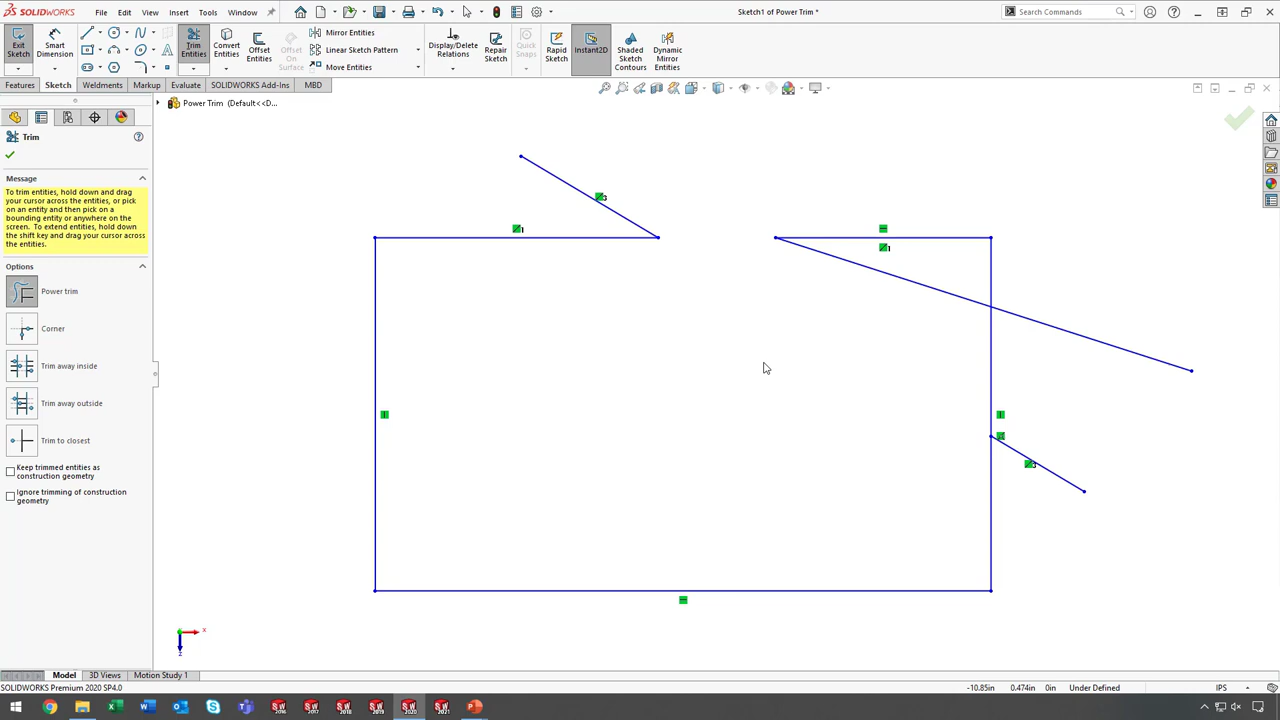 SOLIDWORKS
File
Edit
View
Insert
Tools
Window
Sketch1 of Power Trim *
Search Commands
Exit
Sketch
Smart
Dimension
Trim
Entities
Convert
Entities
Offset
Entities
Offset
On
Surface
Mirror Entities
Linear Sketch Pattern
Move Entities
Display/Delete
Relations
Repair
Sketch
Quick
Snaps
Rapid
Sketch
Instant2D
Shaded
Sketch
Contours
Dynamic
Mirror
Entities
Features
Sketch
Weldments
Markup
Evaluate
SOLIDWORKS Add-Ins
MBD
Power Trim (Default<<D...
Trim
Message
To trim entities, hold down and drag
your cursor across the entities, or pick
on an entity and then pick on a
bounding entity or anywhere on the
screen. To extend entities, hold down
the shift key and drag your cursor across
the entities.
Options
Power trim
Corner
Trim away inside
Trim away outside
Trim to closest
Keep trimmed entities as
construction geometry
Ignore trimming of construction
geometry
3
1
1
3
x
z
Model
3D Views
Motion Study 1
SOLIDWORKS Premium 2020 SP4.0
-10.85in
0.474in
0in
Under Defined
IPS